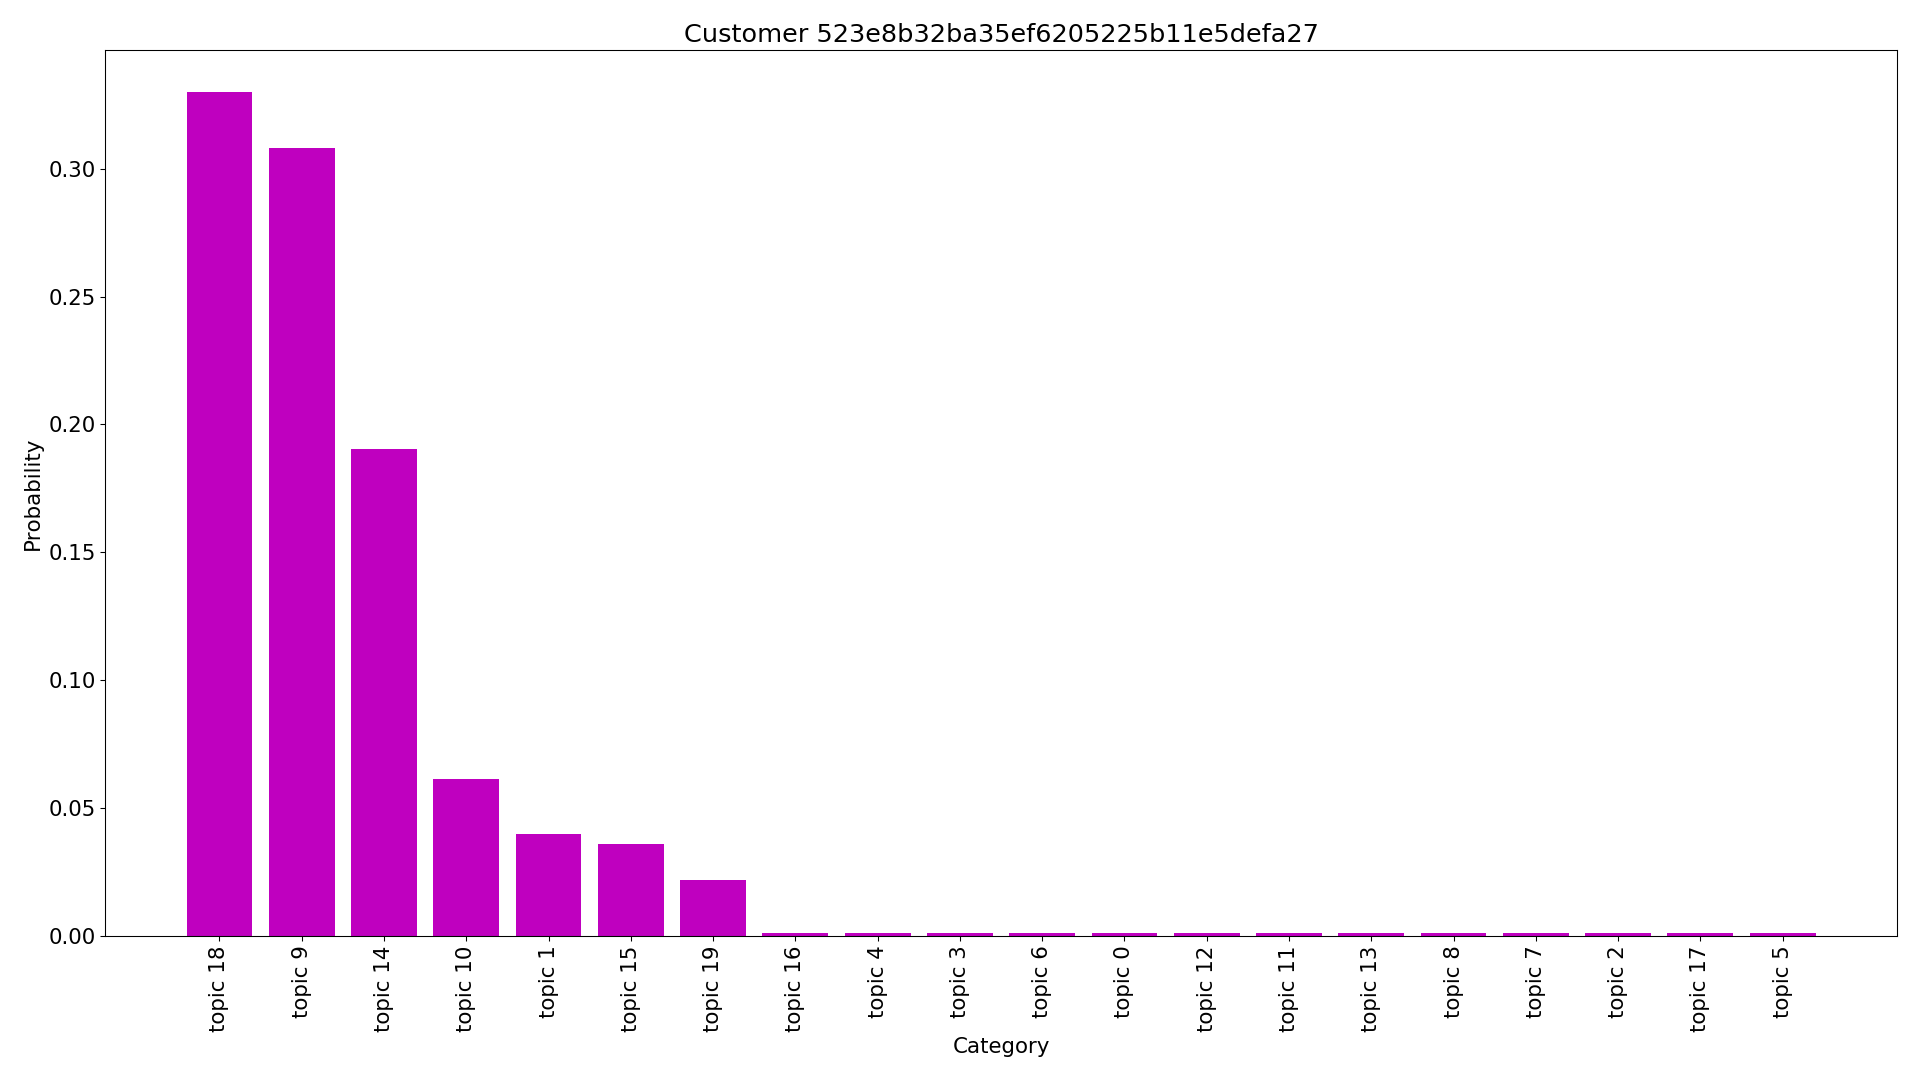 Customer 523e8b32ba35ef6205225b11e5defa27
Probability
0.30
0.25
0.20
0.15
0.10
0.05
0.00
topic 18
topic 9
topic 14
topic 10
topic 1
topic 15
topic 19
topic 16
topic 4
topic 3
topic 6
topic 0
topic 12
topic 11
topic 13
topic 8
topic 7
topic 2
topic 17
topic 5
Category